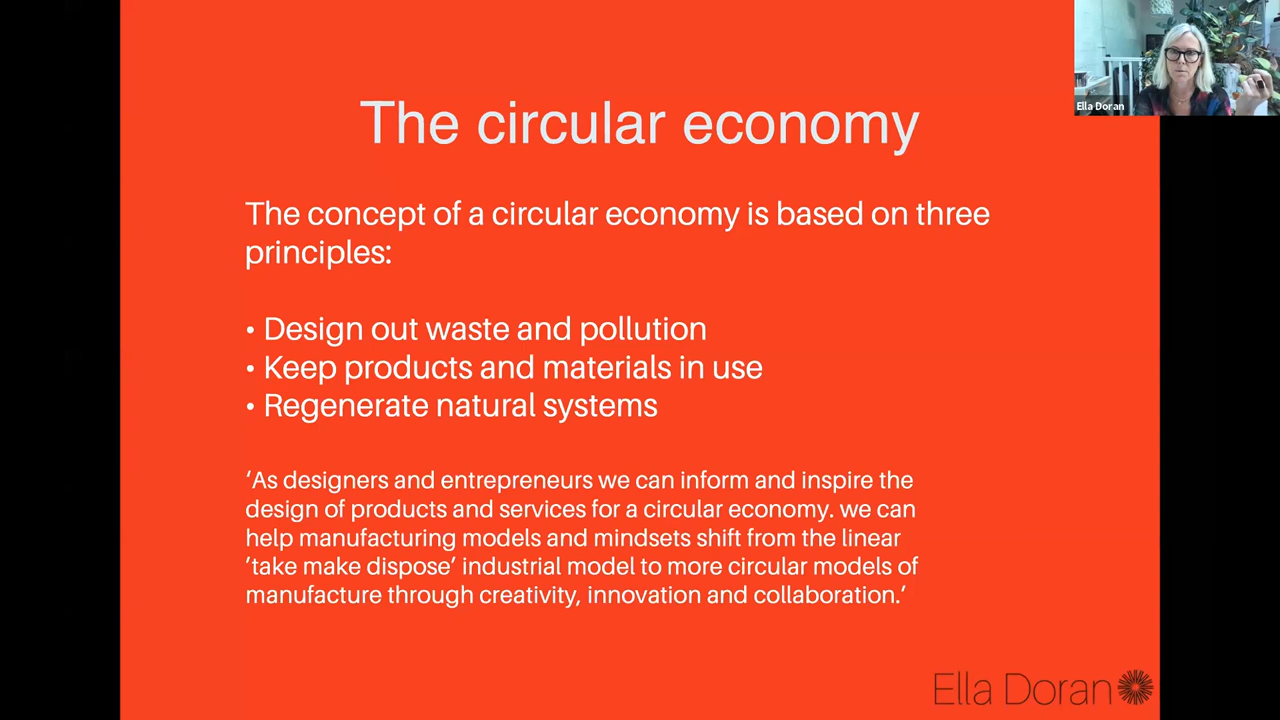 Ella Doran
The circular economy
The concept of a circular economy is based on three
principles:
• Design out waste and pollution
• Keep products and materials in use
• Regenerate natural systems
‘As designers and entrepreneurs we can inform and inspire the
design of products and services for a circular economy. we can
help manufacturing models and mindsets shift from the linear
‘take make dispose’ industrial model to more circular models of
manufacture through creativity, innovation and collaboration.’
Ella Doran